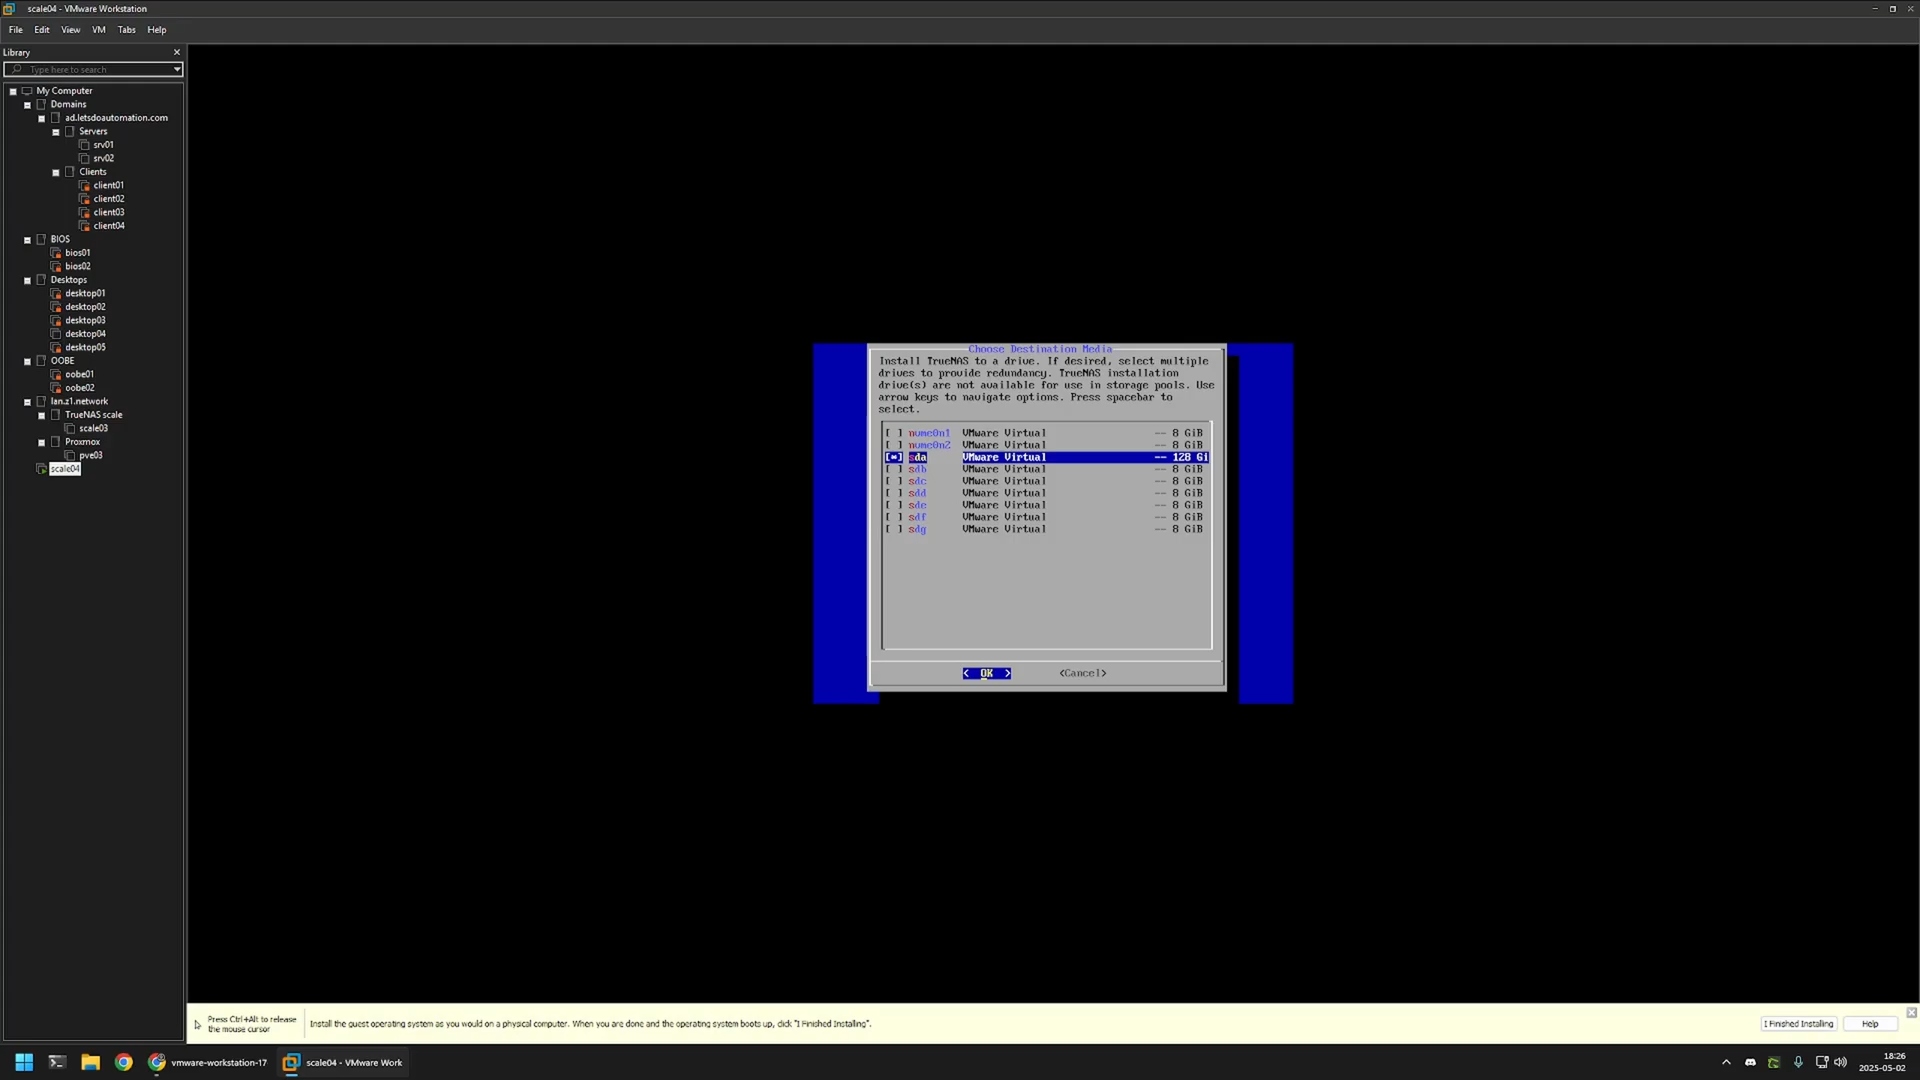 scale04 - VMware Workstation
File Edit View VM Tabs Help
Library
Type here to search
My Computer
Domains
ad.letsdoautomation.com
Servers
srv01
srv02
Clients
client01
client02
client03
client04
BIOS
bios01
bios02
Desktops
desktop01
desktop02
desktop03
desktop04
desktop05
OOBE
oobe01
oobe02
lan.z1.network
TrueNAS scale
scale03
Proxmox
pve03
scale04
Choose Destination Media
Install TrueNAS to a drive. If desired, select multiple
drives to provide redundancy. TrueNAS installation
drive(s) are not available for use in storage pools. Use
arrow keys to navigate options. Press spacebar to
select.
[ ] nvme0n1 VMware Virtual -- 8 GiB
[ ] nvme0n2 VMware Virtual -- 8 GiB
[*] sda VMware Virtual -- 128 Gi
[ ] sdb VMware Virtual -- 8 GiB
[ ] sdc VMware Virtual -- 8 GiB
[ ] sdd VMware Virtual -- 8 GiB
[ ] sde VMware Virtual -- 8 GiB
[ ] sdf VMware Virtual -- 8 GiB
[ ] sdg VMware Virtual -- 8 GiB
< OK > <Cancel>
Press Ctrl+Alt to release
the mouse cursor
Install the guest operating system as you would on a physical computer. When you are done and the operating system boots up, click "I Finished Installing".
I Finished Installing Help
vmware-workstation-17 scale04 - VMware Work
18:26
2025-05-02